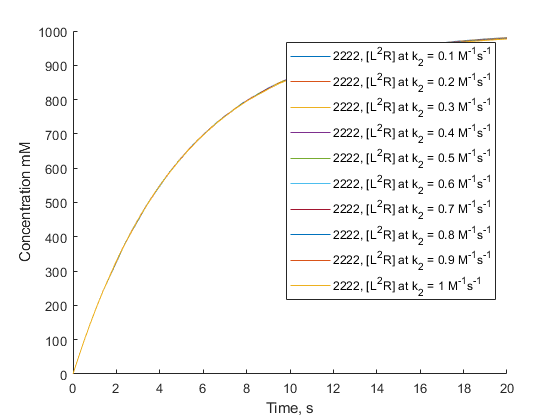 1000
900
800
700
600
500
400
300
200
100
0
Concentration mM
2222, [L²R] at k₂ = 0.1 M⁻¹s⁻¹
2222, [L²R] at k₂ = 0.2 M⁻¹s⁻¹
2222, [L²R] at k₂ = 0.3 M⁻¹s⁻¹
2222, [L²R] at k₂ = 0.4 M⁻¹s⁻¹
2222, [L²R] at k₂ = 0.5 M⁻¹s⁻¹
2222, [L²R] at k₂ = 0.6 M⁻¹s⁻¹
2222, [L²R] at k₂ = 0.7 M⁻¹s⁻¹
2222, [L²R] at k₂ = 0.8 M⁻¹s⁻¹
2222, [L²R] at k₂ = 0.9 M⁻¹s⁻¹
2222, [L²R] at k₂ = 1 M⁻¹s⁻¹
0 2 4 6 8 10 12 14 16 18 20
Time, s